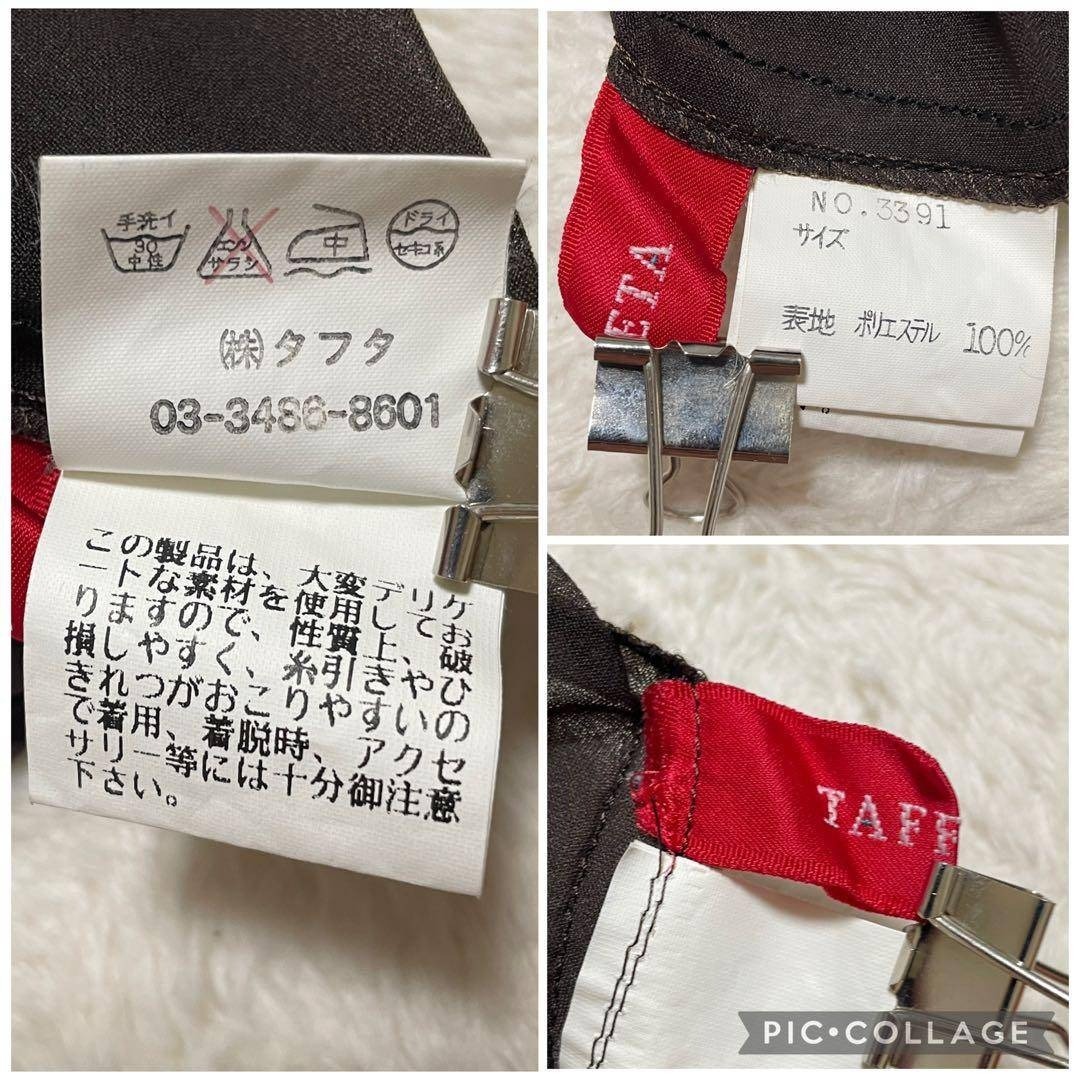 手洗イ
30
中性
エンソ
サラシ
中
ドライ
セキユ系
㈱タフタ
03-3486-8601
この製品は、大変デリケ
ートな素材を使用しており
りますので、性質上、や破
損しやすく、糸引きやひ
きれつがおこりやすいの
で着用、着脱時、アクセ
サリー等には十分御注意
下さい。
NO.3391
サイズ
表地 ポリエステル 100%
ETA
TAFF
PIC•COLLAGE